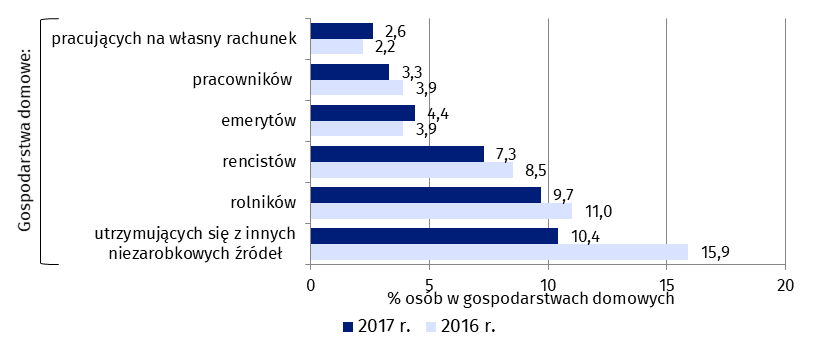 Gospodarstwa domowe:
pracujących na własny rachunek
2,6
2,2
pracowników
3,3
3,9
emerytów
4,4
3,9
rencistów
7,3
8,5
rolników
9,7
11,0
utrzymujących się z innych
niezarobkowych źródeł
10,4
15,9
0 5 10 15 20
% osób w gospodarstwach domowych
2017 r. 2016 r.